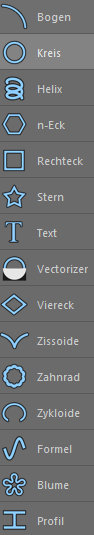 Bogen
Kreis
Helix
n-Eck
Rechteck
Stern
Text
Vectorizer
Viereck
Zissoide
Zahnrad
Zykloide
Formel
Blume
Profil